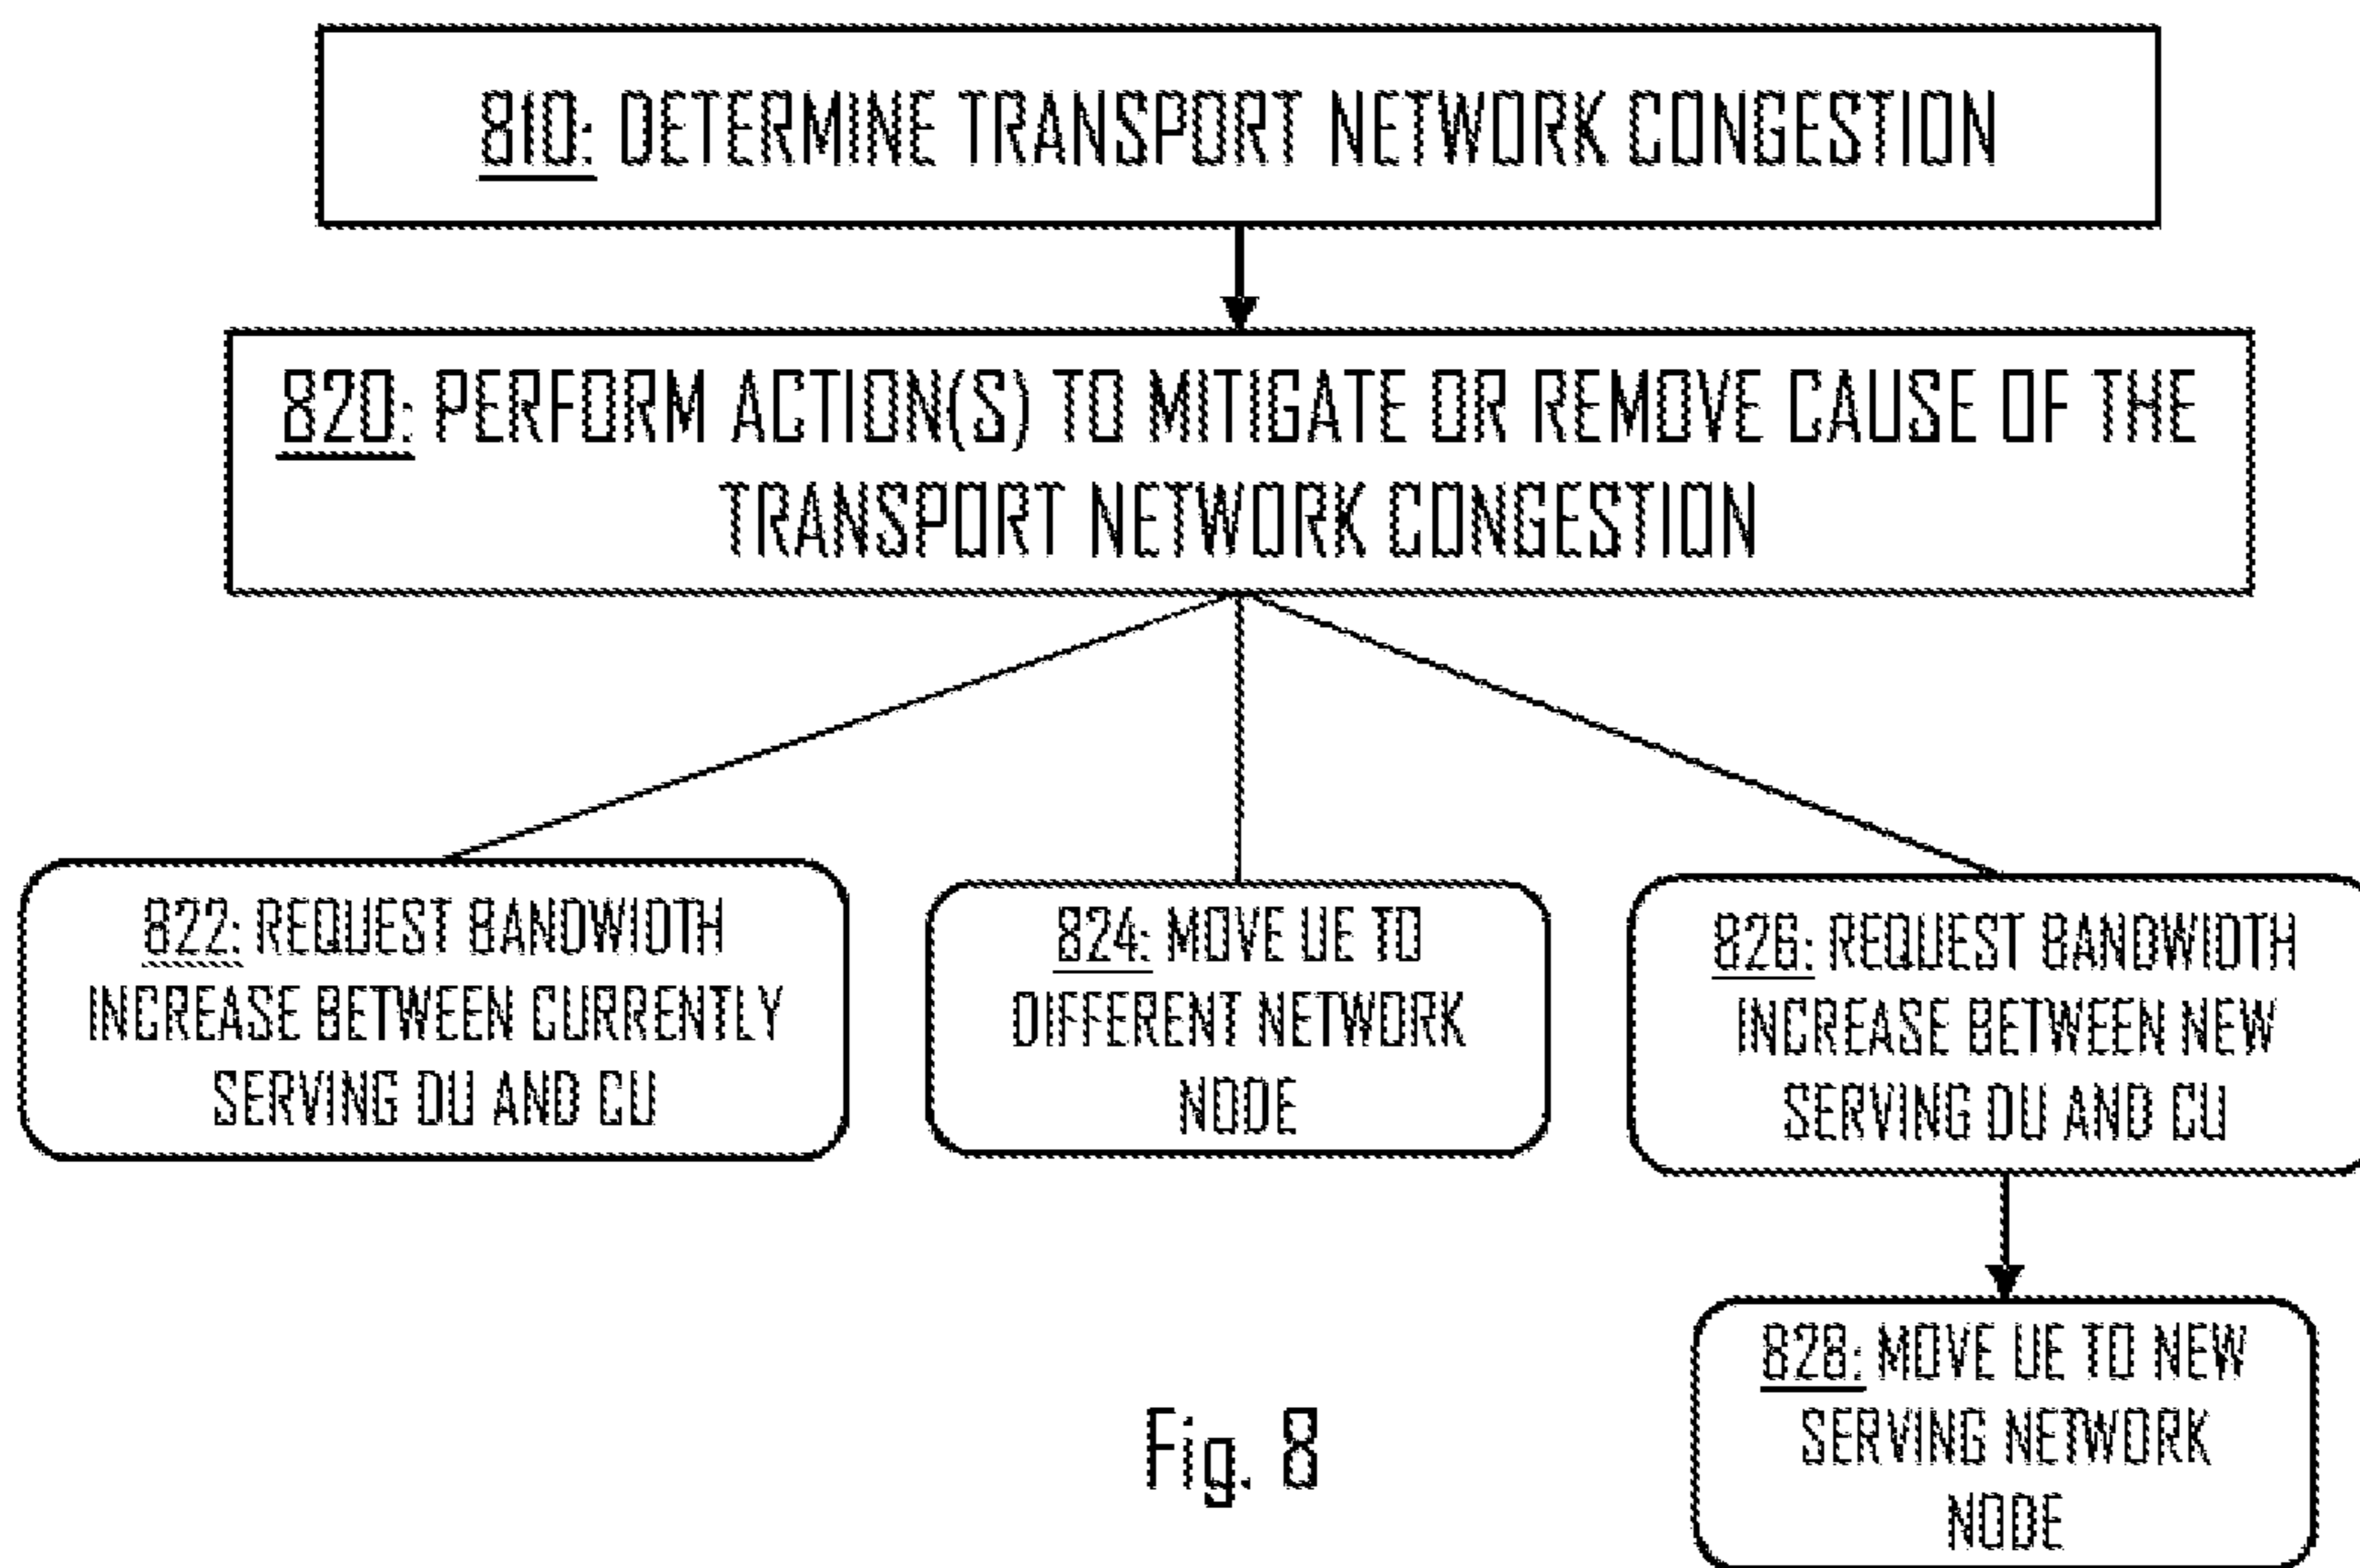 810: DETERMINE TRANSPORT NETWORK CONGESTION
820: PERFORM ACTION(S) TO MITIGATE OR REMOVE CAUSE OF THE
TRANSPORT NETWORK CONGESTION
822: REQUEST BANDWIDTH
INCREASE BETWEEN CURRENTLY
SERVING DU AND CU
824: MOVE UE TO
DIFFERENT NETWORK
NODE
826: REQUEST BANDWIDTH
INCREASE BETWEEN NEW
SERVING DU AND CU
828: MOVE UE TO NEW
SERVING NETWORK
NODE
Fig. 8